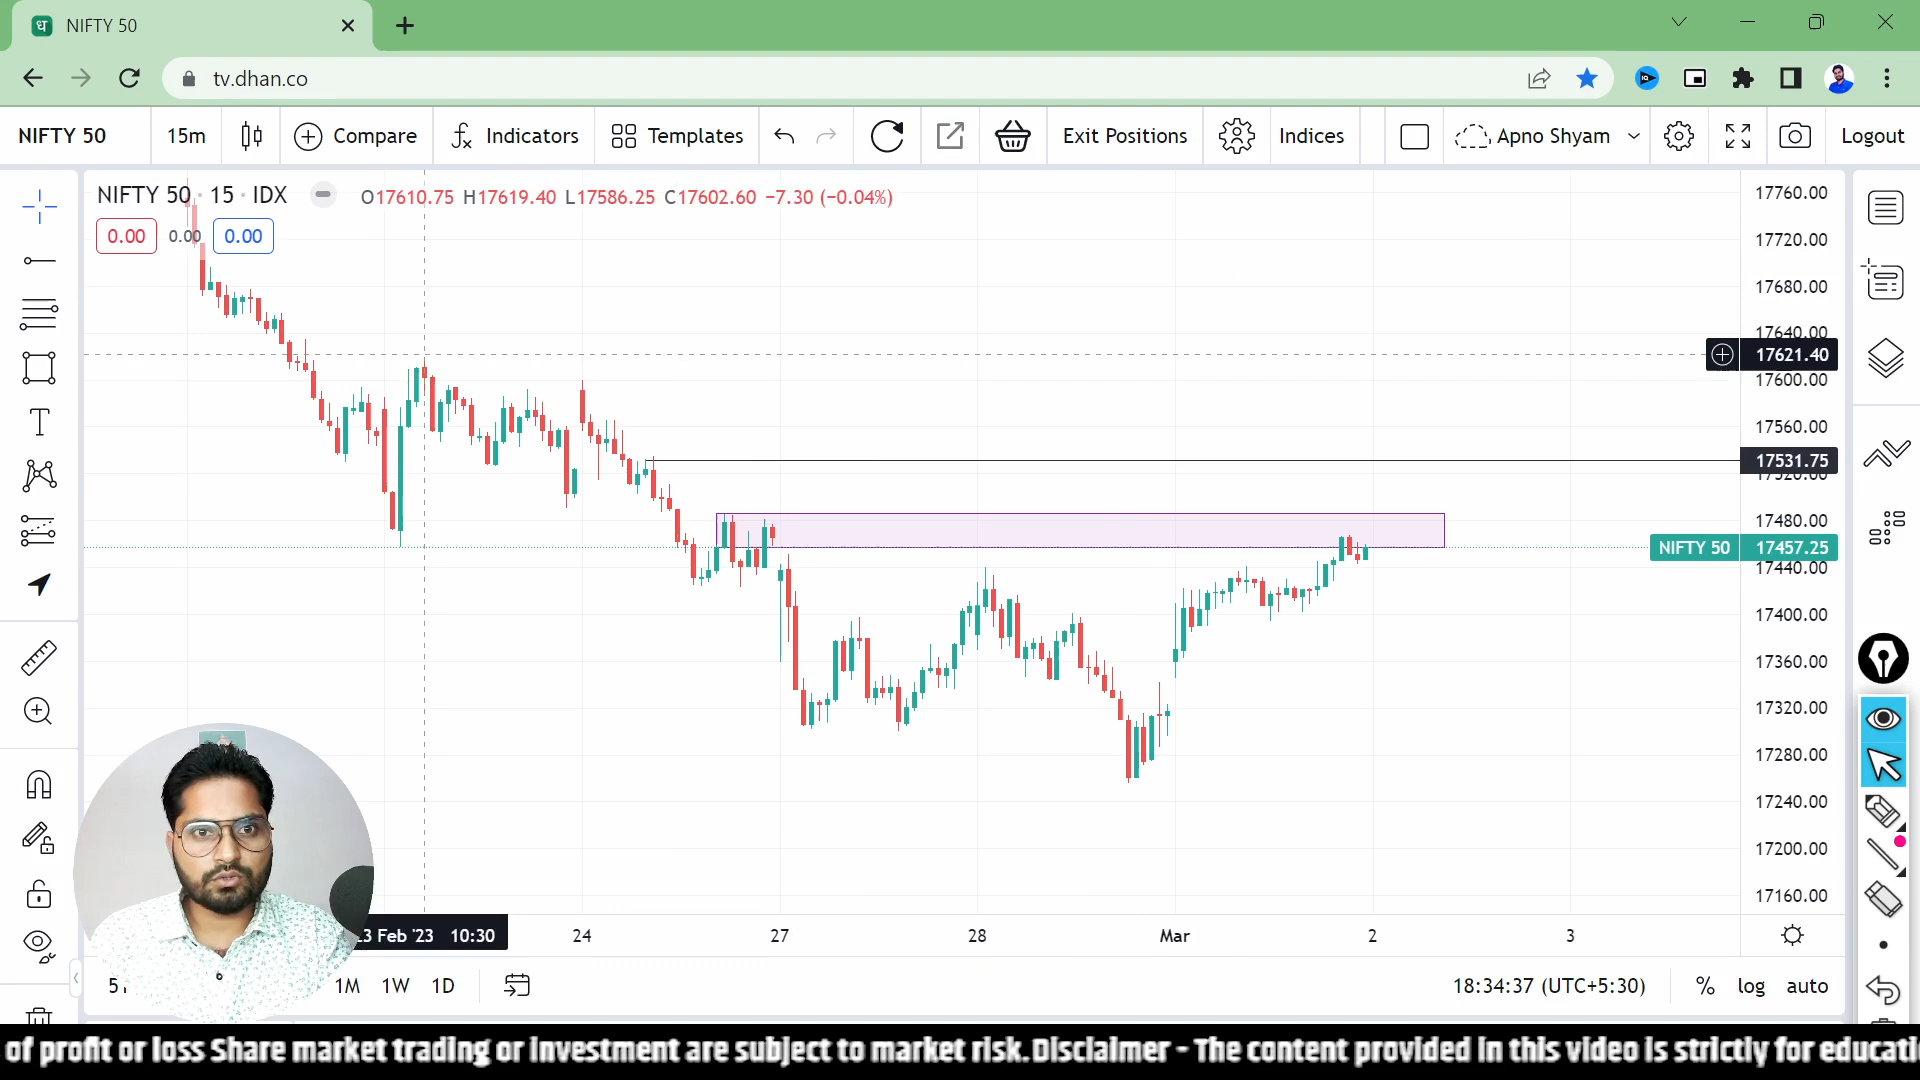 NIFTY 50
tv.dhan.co
NIFTY 50 15m Compare Indicators Templates Exit Positions Indices Apno Shyam Logout
NIFTY 50 · 15 · IDX O17610.75 H17619.40 L17586.25 C17602.60 −7.30 (−0.04%)
0.00 0.00 0.00
17760.00
17720.00
17680.00
17640.00
17621.40
17600.00
17560.00
17531.75
17520.00
17480.00
NIFTY 50 17457.25
17440.00
17400.00
17360.00
17320.00
17280.00
17240.00
17200.00
17160.00
Feb '23 10:30 24 27 28 Mar 2 3
1M 1W 1D 18:34:37 (UTC+5:30) % log auto
of profit or loss Share market trading or investment are subject to market risk. Disclaimer - The content provided in this video is strictly for